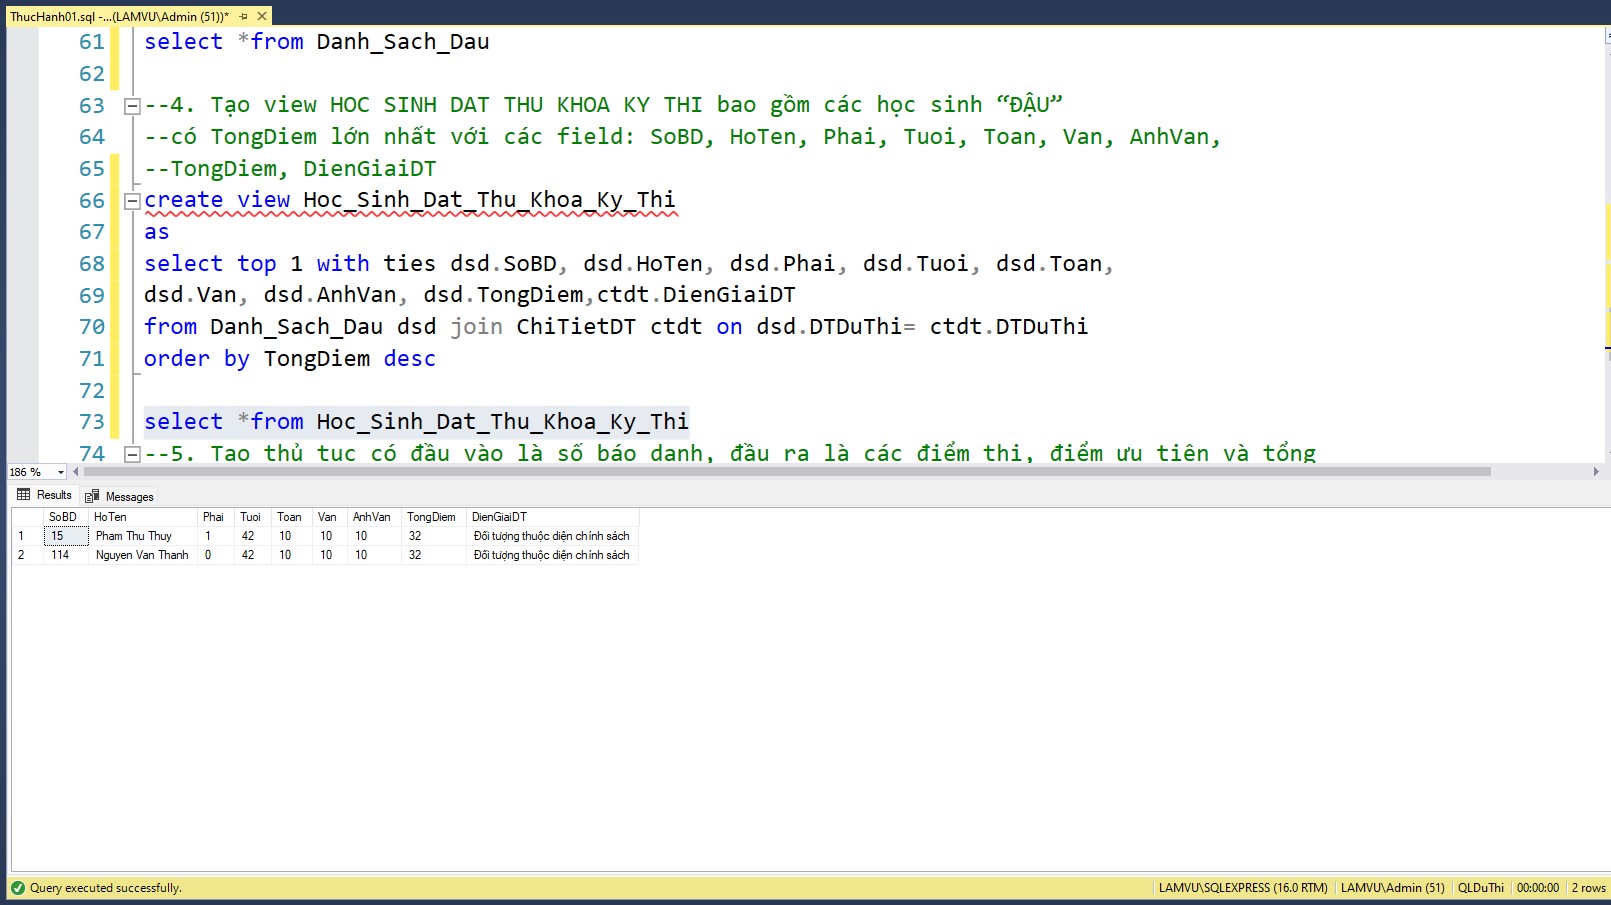 ThucHanh01.sql -...(LAMVU\Admin (51))*
61 select *from Danh_Sach_Dau
62
63 --4. Tạo view HOC SINH DAT THU KHOA KY THI bao gồm các học sinh “ĐẬU”
64 --có TongDiem lớn nhất với các field: SoBD, HoTen, Phai, Tuoi, Toan, Van, AnhVan,
65 --TongDiem, DienGiaiDT
66 create view Hoc_Sinh_Dat_Thu_Khoa_Ky_Thi
67 as
68 select top 1 with ties dsd.SoBD, dsd.HoTen, dsd.Phai, dsd.Tuoi, dsd.Toan,
69 dsd.Van, dsd.AnhVan, dsd.TongDiem,ctdt.DienGiaiDT
70 from Danh_Sach_Dau dsd join ChiTietDT ctdt on dsd.DTDuThi= ctdt.DTDuThi
71 order by TongDiem desc
72
73 select *from Hoc_Sinh_Dat_Thu_Khoa_Ky_Thi
74 --5. Tạo thủ tục có đầu vào là số báo danh, đầu ra là các điểm thi, điểm ưu tiên và tổng
186 %
Results Messages
SoBD HoTen Phai Tuoi Toan Van AnhVan TongDiem DienGiaiDT
1 15 Pham Thu Thuy 1 42 10 10 10 32 Đối tượng thuộc diện chính sách
2 114 Nguyen Van Thanh 0 42 10 10 10 32 Đối tượng thuộc diện chính sách
Query executed successfully. LAMVU\SQLEXPRESS (16.0 RTM) LAMVU\Admin (51) QLDuThi 00:00:00 2 rows